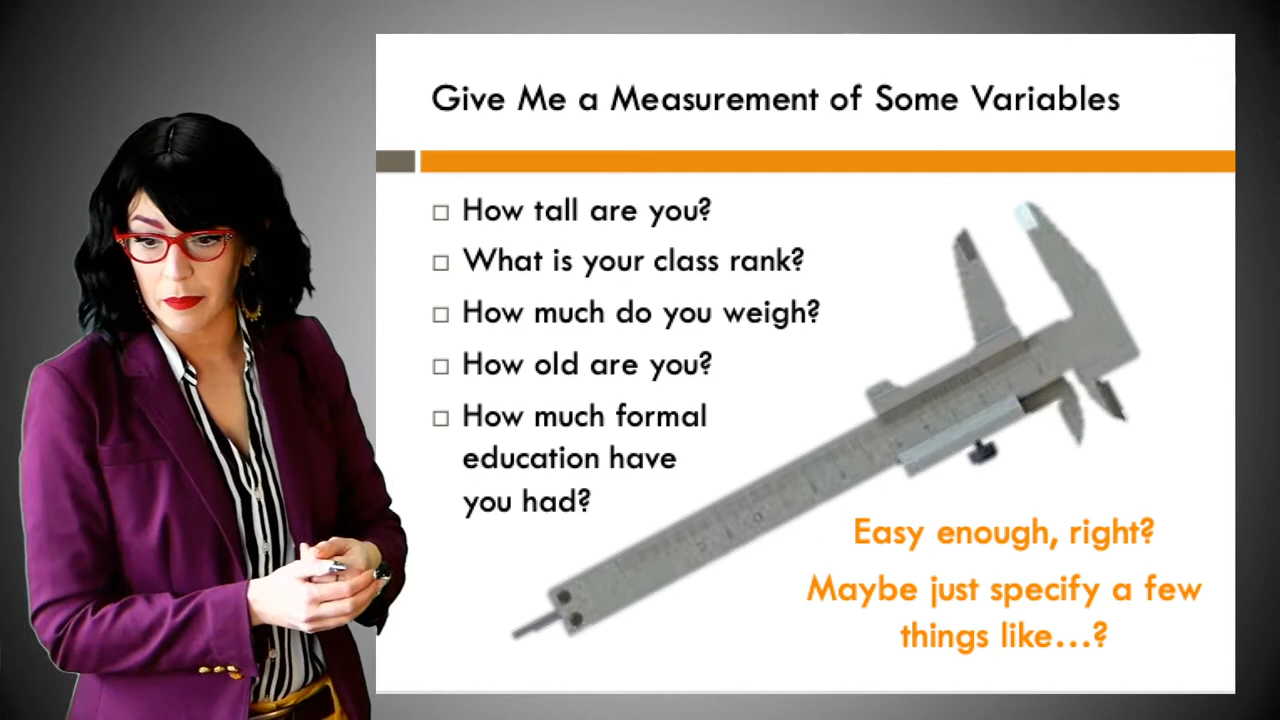 Give Me a Measurement of Some Variables
How tall are you?
What is your class rank?
How much do you weigh?
How old are you?
How much formal
education have
you had?
Easy enough, right?
Maybe just specify a few
things like...?